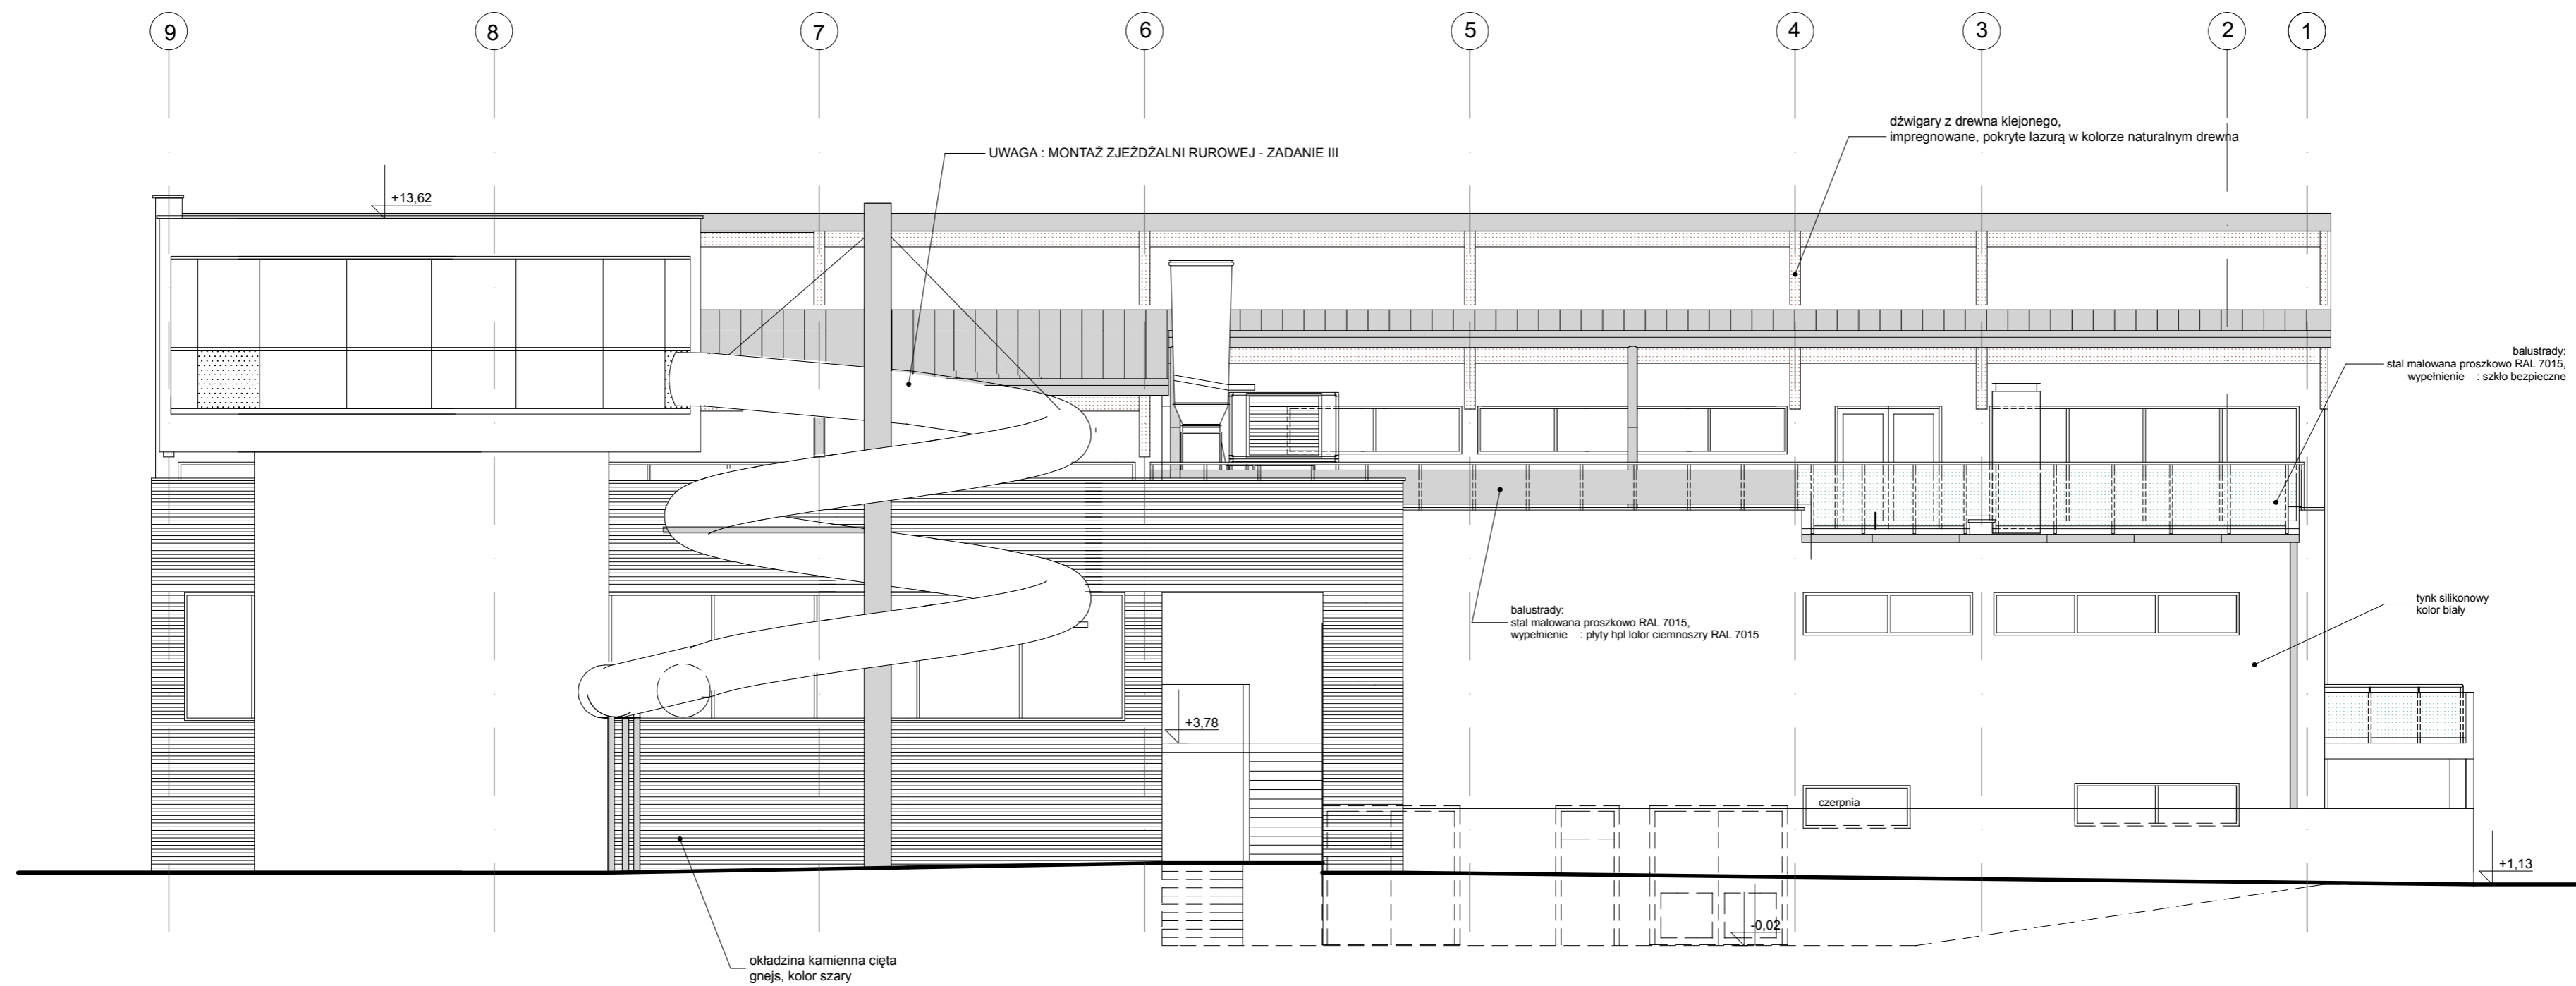 9 8 7 6 5 4 3 2 1
dźwigary z drewna klejonego,
impregnowane, pokryte lazurą w kolorze naturalnym drewna
UWAGA : MONTAŻ ZJEŻDŻALNI RUROWEJ - ZADANIE III
+13,62
balustrady:
stal malowana proszkowo RAL 7015,
wypełnienie : szkło bezpieczne
balustrady:
stal malowana proszkowo RAL 7015,
wypełnienie : płyty hpl lolor ciemnoszry RAL 7015
tynk silikonowy
kolor biały
+3,78
czerpnia
+1,13
-0,02
okładzina kamienna cięta
gnejs, kolor szary